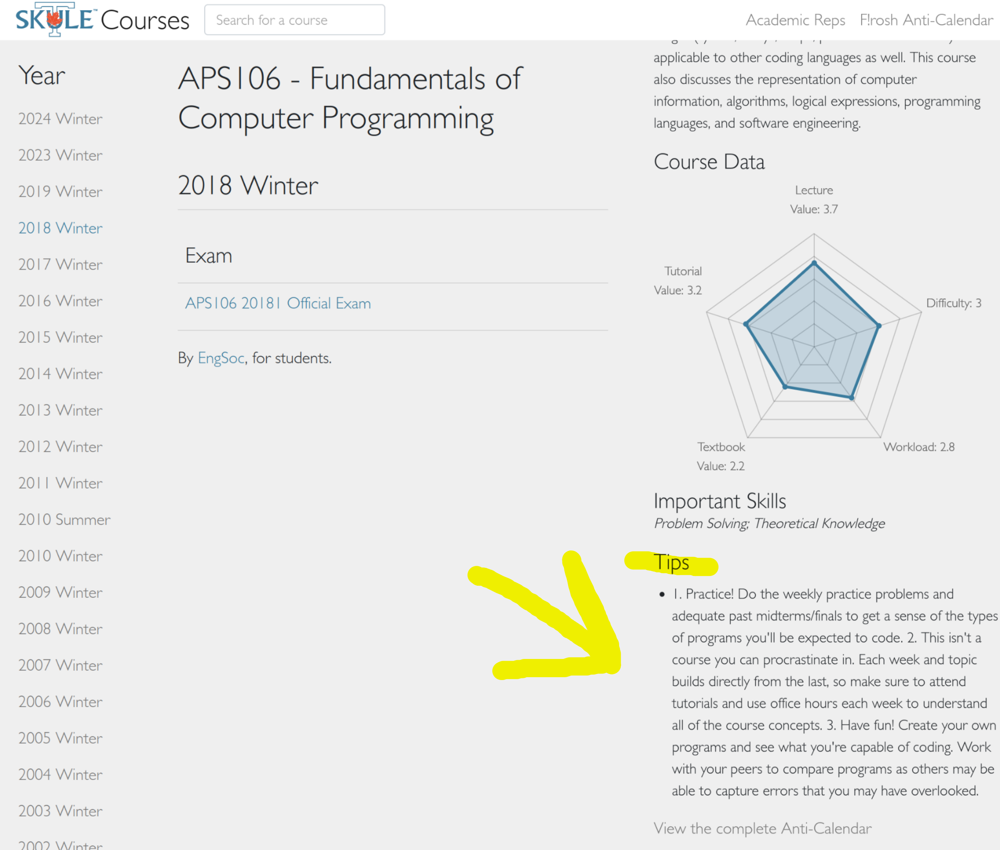 SKULE™ Courses
Search for a course
Academic Reps
F!rosh Anti-Calendar
Year
2024 Winter
2023 Winter
2019 Winter
2018 Winter
2017 Winter
2016 Winter
2015 Winter
2014 Winter
2013 Winter
2012 Winter
2011 Winter
2010 Summer
2010 Winter
2009 Winter
2008 Winter
2007 Winter
2006 Winter
2005 Winter
2004 Winter
2003 Winter
2002 Winter
APS106 - Fundamentals of
Computer Programming
2018 Winter
Exam
APS106 20181 Official Exam
By EngSoc, for students.
applicable to other coding languages as well. This course
also discusses the representation of computer
information, algorithms, logical expressions, programming
languages, and software engineering.
Course Data
Lecture
Value: 3.7
Tutorial
Value: 3.2
Difficulty: 3
Textbook
Value: 2.2
Workload: 2.8
Important Skills
Problem Solving; Theoretical Knowledge
Tips
• 1. Practice! Do the weekly practice problems and
adequate past midterms/finals to get a sense of the types
of programs you'll be expected to code. 2. This isn't a
course you can procrastinate in. Each week and topic
builds directly from the last, so make sure to attend
tutorials and use office hours each week to understand
all of the course concepts. 3. Have fun! Create your own
programs and see what you're capable of coding. Work
with your peers to compare programs as others may be
able to capture errors that you may have overlooked.
View the complete Anti-Calendar